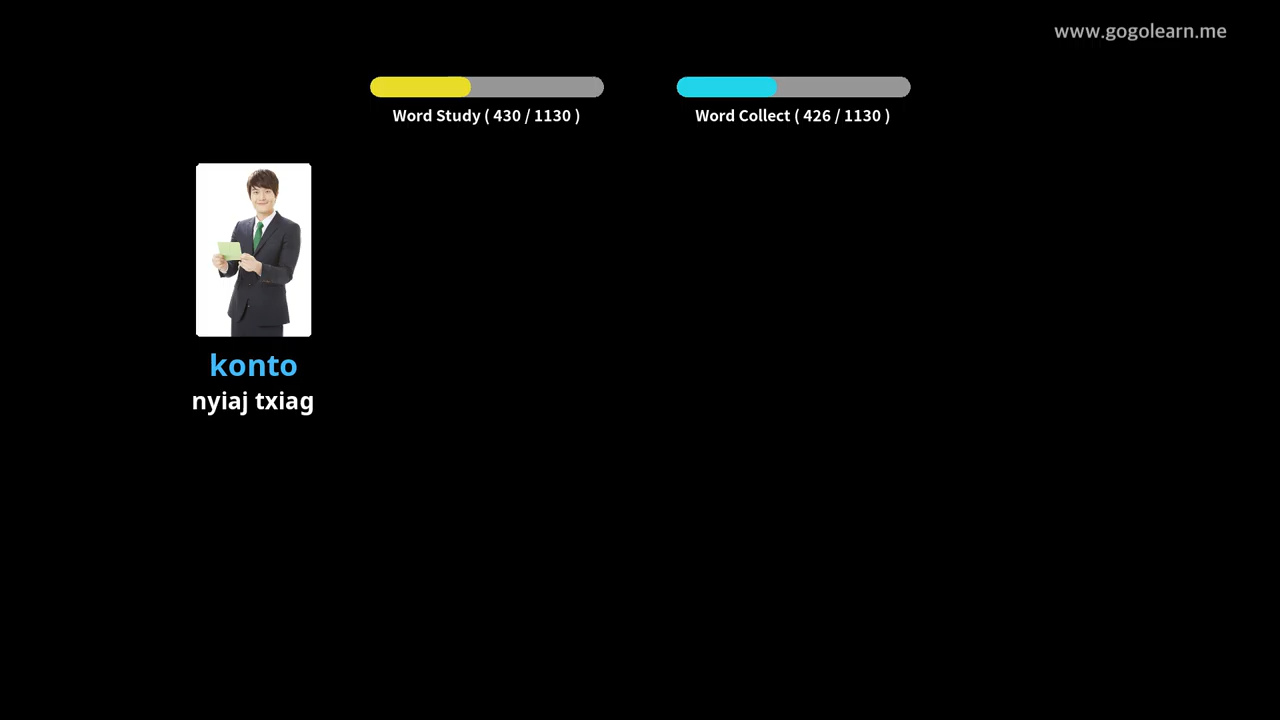 www.gogolearn.me
Word Study ( 430 / 1130 )
Word Collect ( 426 / 1130 )
konto
nyiaj txiag